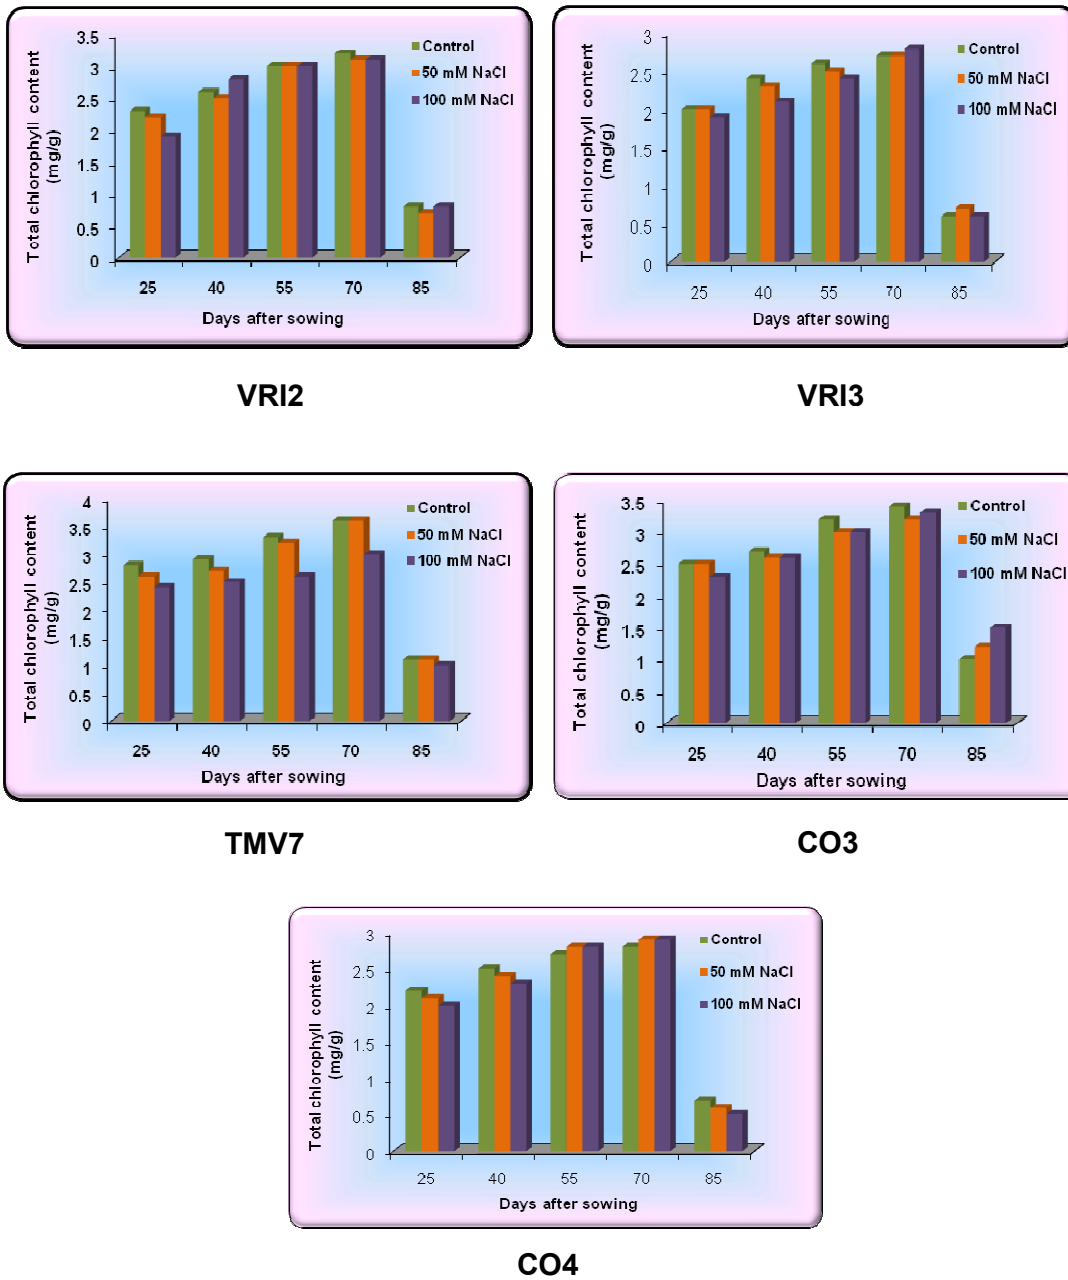 3.5
3
2.5
2
1.5
1
0.5
0
Total chlorophyll content
(mg/g)
Control
50 mM NaCl
100 mM NaCl
25 40 55 70 85
Days after sowing
VRI2
3
2.5
2
1.5
1
0.5
0
Total chlorophyll content
(mg/g)
Control
50 mM NaCl
100 mM NaCl
25 40 55 70 85
Days after sowing
VRI3
4
3.5
3
2.5
2
1.5
1
0.5
0
Total chlorophyll content
(mg/g)
Control
50 mM NaCl
100 mM NaCl
25 40 55 70 85
Days after sowing
TMV7
3.5
3
2.5
2
1.5
1
0.5
0
Total chlorophyll content
(mg/g)
Control
50 mM NaCl
100 mM NaCl
25 40 55 70 85
Days after sowing
CO3
3
2.5
2
1.5
1
0.5
0
Total chlorophyll content
(mg/g)
Control
50 mM NaCl
100 mM NaCl
25 40 55 70 85
Days after sowing
CO4